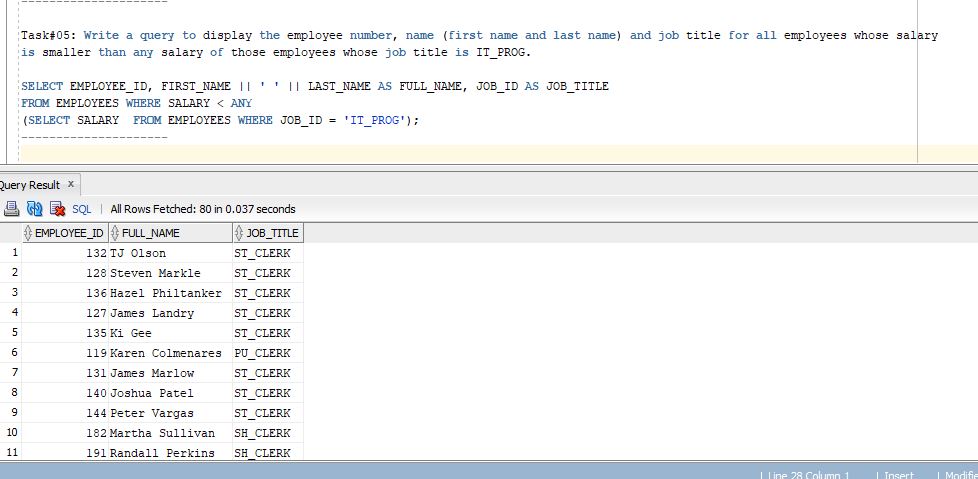 ---------------------
Task#05: Write a query to display the employee number, name (first name and last name) and job title for all employees whose salary
is smaller than any salary of those employees whose job title is IT_PROG.
SELECT EMPLOYEE_ID, FIRST_NAME || ' ' || LAST_NAME AS FULL_NAME, JOB_ID AS JOB_TITLE
FROM EMPLOYEES WHERE SALARY < ANY
(SELECT SALARY  FROM EMPLOYEES WHERE JOB_ID = 'IT_PROG');
---------------------
Query Result x
SQL | All Rows Fetched: 80 in 0.037 seconds
EMPLOYEE_ID FULL_NAME JOB_TITLE
1 132 TJ Olson ST_CLERK
2 128 Steven Markle ST_CLERK
3 136 Hazel Philtanker ST_CLERK
4 127 James Landry ST_CLERK
5 135 Ki Gee ST_CLERK
6 119 Karen Colmenares PU_CLERK
7 131 James Marlow ST_CLERK
8 140 Joshua Patel ST_CLERK
9 144 Peter Vargas ST_CLERK
10 182 Martha Sullivan SH_CLERK
11 191 Randall Perkins SH_CLERK
| Line 28 Column 1 | Insert | Modifie